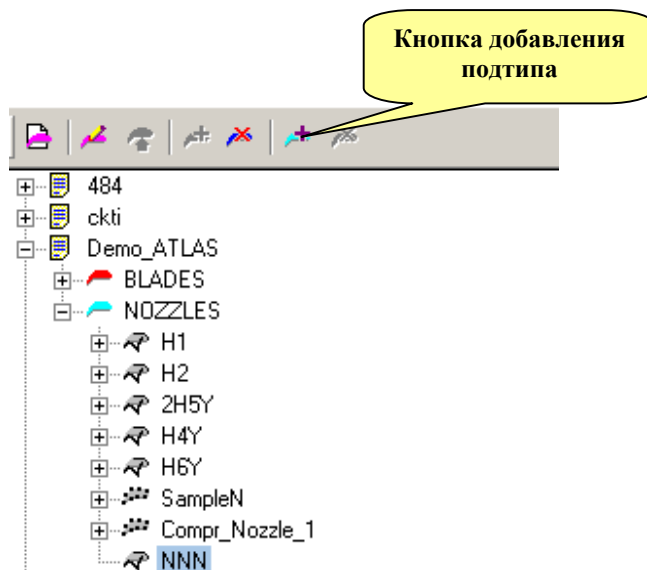 Кнопка добавления
подтипа
484
ckti
Demo_ATLAS
BLADES
NOZZLES
H1
H2
2H5Y
H4Y
H6Y
SampleN
Compr_Nozzle_1
NNN